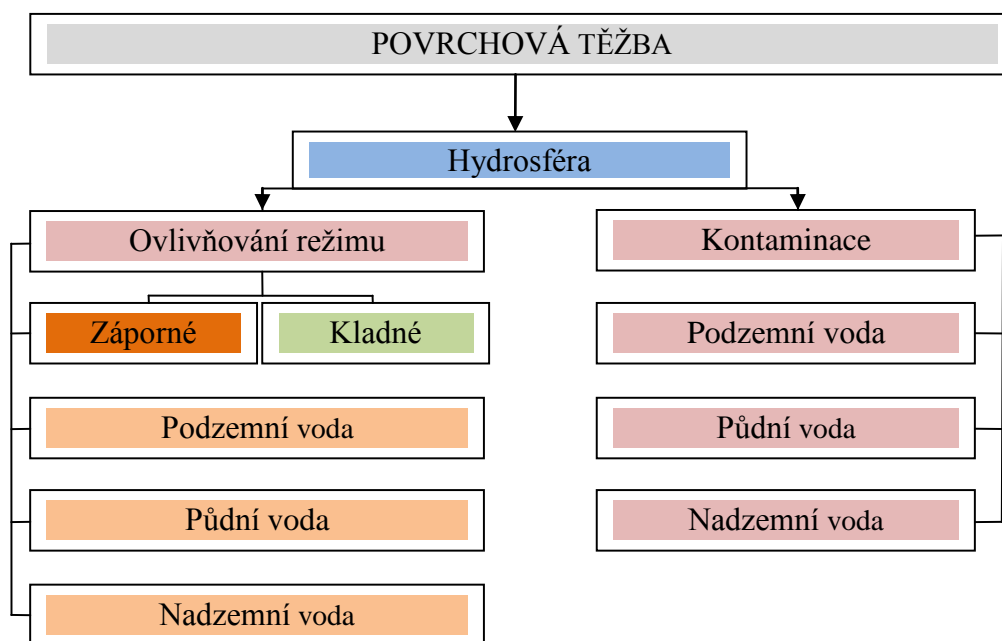 POVRCHOVÁ TĚŽBA
Hydrosféra
Ovlivňování režimu
Kontaminace
Záporné
Kladné
Podzemní voda
Podzemní voda
Půdní voda
Půdní voda
Nadzemní voda
Nadzemní voda